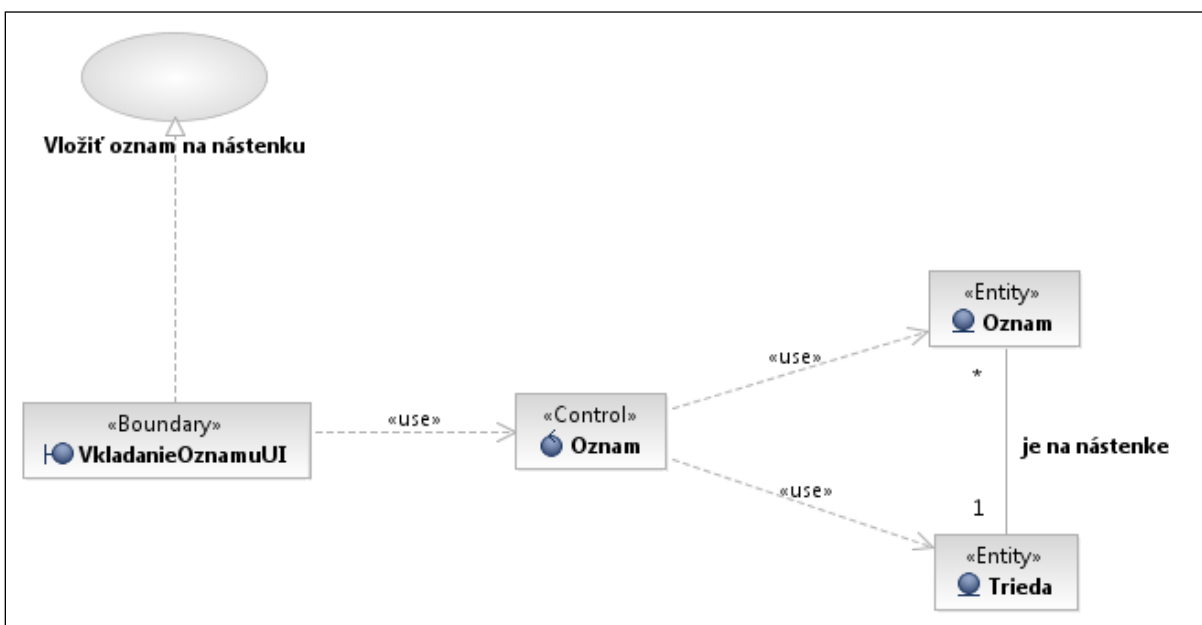 Vložiť oznam na nástenku
«Entity»
Oznam
«use»
*
«Boundary»
VkladanieOznamuUI
«use»
«Control»
Oznam
je na nástenke
«use»
1
«Entity»
Trieda